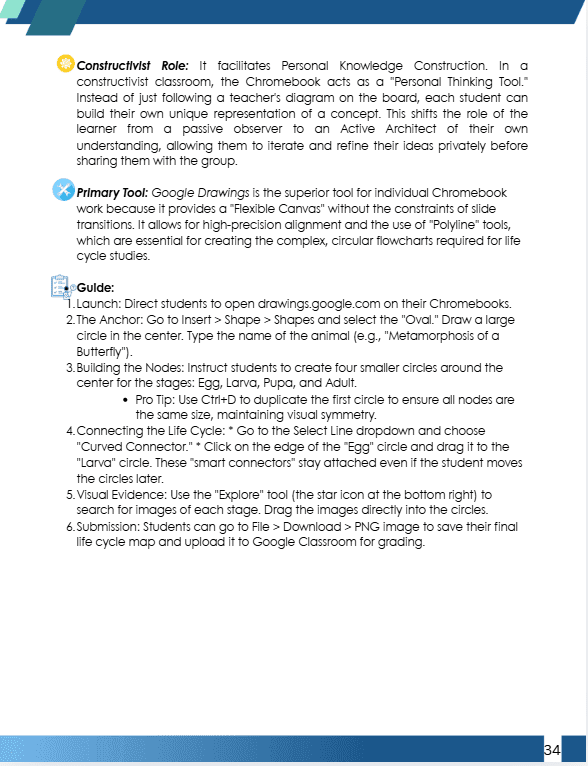 Constructivist Role: It facilitates Personal Knowledge Construction. In a
constructivist classroom, the Chromebook acts as a "Personal Thinking Tool."
Instead of just following a teacher's diagram on the board, each student can
build their own unique representation of a concept. This shifts the role of the
learner from a passive observer to an Active Architect of their own
understanding, allowing them to iterate and refine their ideas privately before
sharing them with the group.
Primary Tool: Google Drawings is the superior tool for individual Chromebook
work because it provides a "Flexible Canvas" without the constraints of slide
transitions. It allows for high-precision alignment and the use of "Polyline" tools,
which are essential for creating the complex, circular flowcharts required for life
cycle studies.
Guide:
1. Launch: Direct students to open drawings.google.com on their Chromebooks.
2. The Anchor: Go to Insert > Shape > Shapes and select the "Oval." Draw a large
circle in the center. Type the name of the animal (e.g., "Metamorphosis of a
Butterfly").
3. Building the Nodes: Instruct students to create four smaller circles around the
center for the stages: Egg, Larva, Pupa, and Adult.
• Pro Tip: Use Ctrl+D to duplicate the first circle to ensure all nodes are
the same size, maintaining visual symmetry.
4. Connecting the Life Cycle: * Go to the Select Line dropdown and choose
"Curved Connector." * Click on the edge of the "Egg" circle and drag it to the
"Larva" circle. These "smart connectors" stay attached even if the student moves
the circles later.
5. Visual Evidence: Use the "Explore" tool (the star icon at the bottom right) to
search for images of each stage. Drag the images directly into the circles.
6. Submission: Students can go to File > Download > PNG image to save their final
life cycle map and upload it to Google Classroom for grading.
34